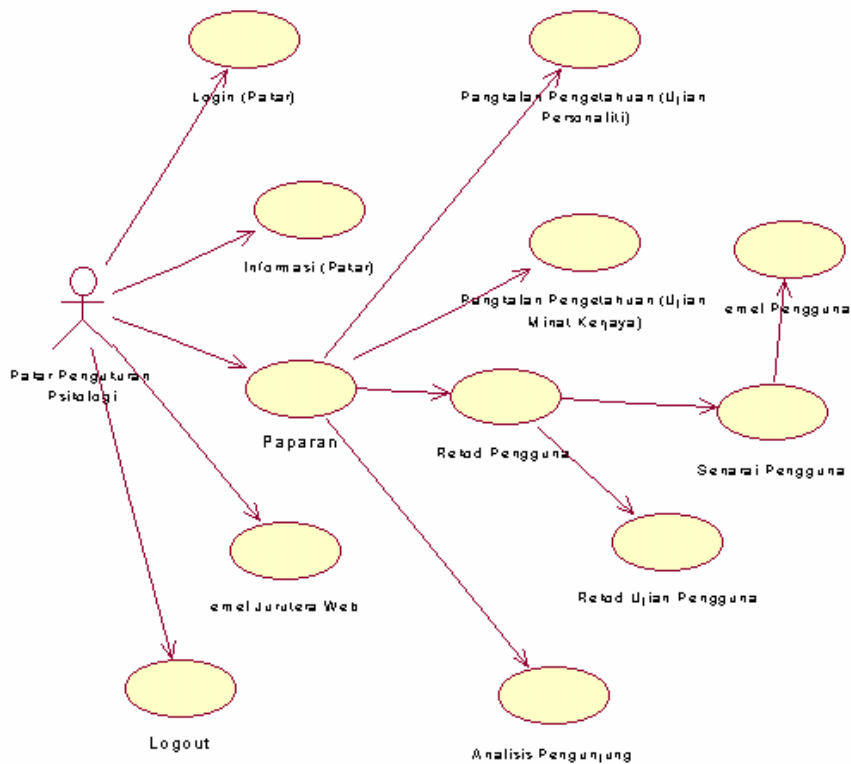 Login (Pakar)
Pangkalan Pengetahuan (Ujian
Personaliti)
Informasi (Pakar)
Pangkalan Pengetahuan (Ujian
Minat Kerjaya)
emel Pengguna
Pakar Pengukuran
Psikologi
Paparan
Rekod Pengguna
Senarai Pengguna
emel Jurutera Web
Rekod Ujian Pengguna
Logout
Analisis Pengunjung